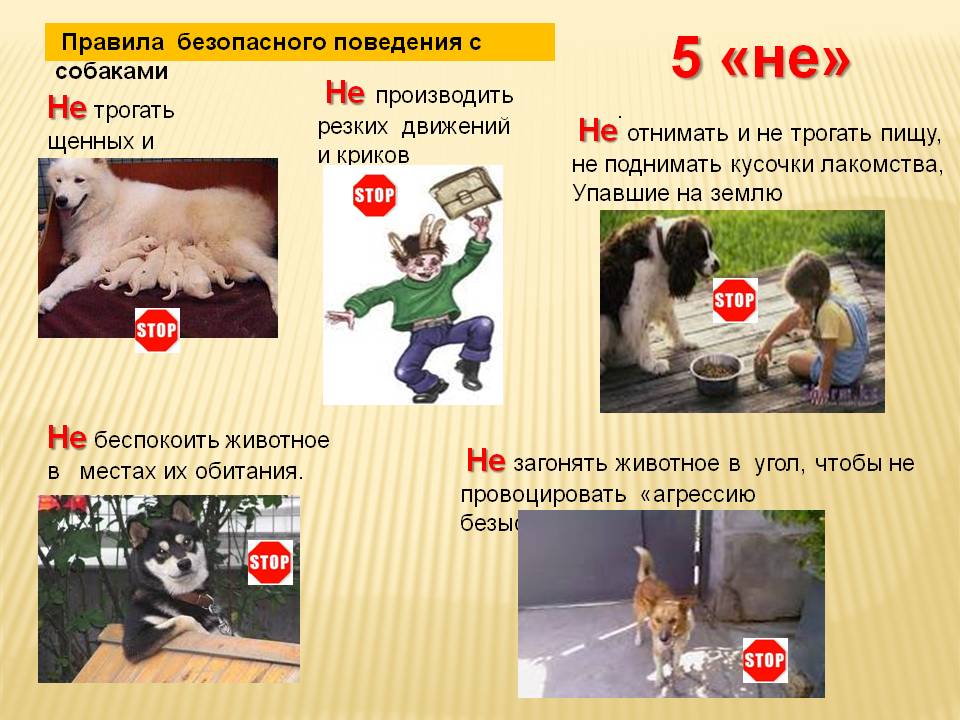 Правила безопасного поведения с
собаками
5 «не»
Не трогать
щенных и
STOP
Не производить
резких движений
и криков
STOP
.
Не отнимать и не трогать пищу,
не поднимать кусочки лакомства,
Упавшие на землю
STOP
Не беспокоить животное
в местах их обитания.
STOP
Не загонять животное в угол, чтобы не
провоцировать «агрессию
STOP